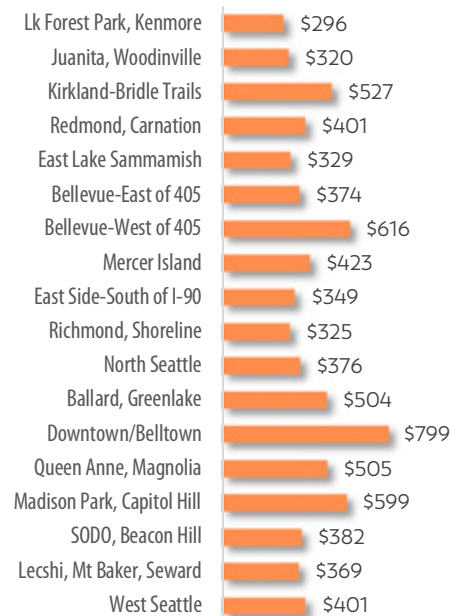 Lk Forest Park, Kenmore $296
Juanita, Woodinville $320
Kirkland-Bridle Trails $527
Redmond, Carnation $401
East Lake Sammamish $329
Bellevue-East of 405 $374
Bellevue-West of 405 $616
Mercer Island $423
East Side-South of I-90 $349
Richmond, Shoreline $325
North Seattle $376
Ballard, Greenlake $504
Downtown/Belltown $799
Queen Anne, Magnolia $505
Madison Park, Capitol Hill $599
SODO, Beacon Hill $382
Lecshi, Mt Baker, Seward $369
West Seattle $401